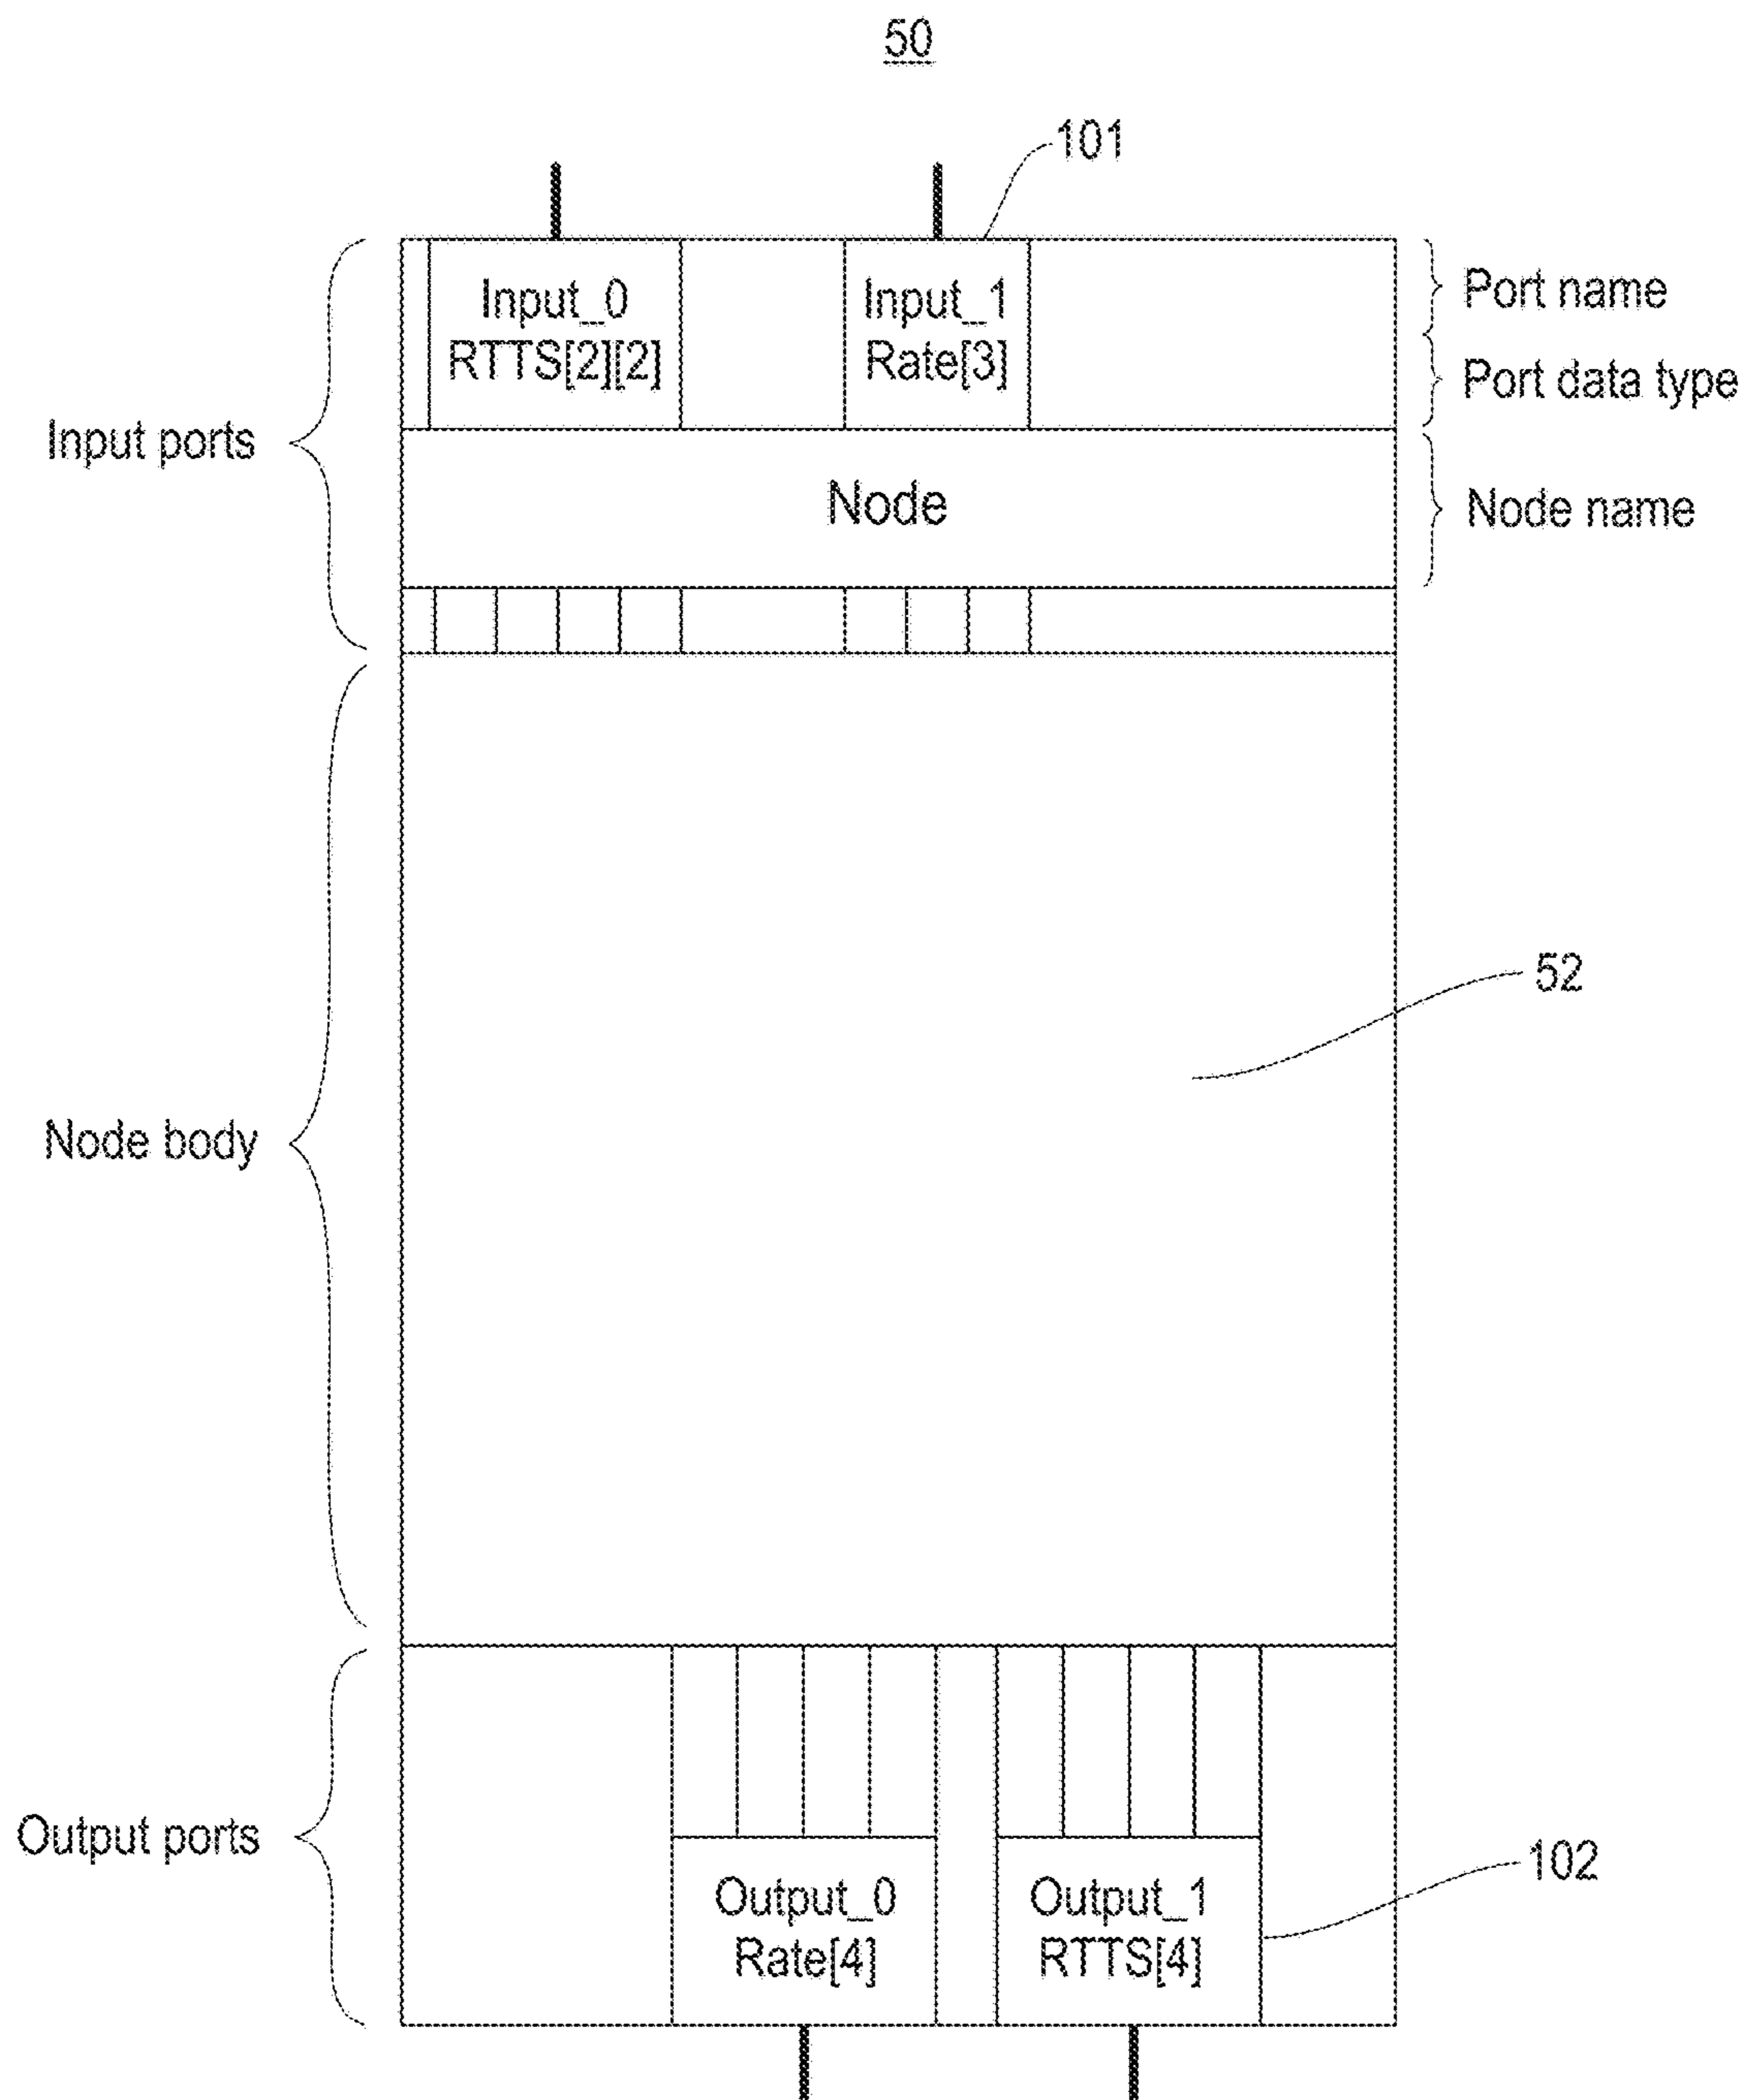 50
101
Input_0
RTTS[2][2]
Input_1
Rate[3]
Port name
Port data type
Input ports
Node
Node name
52
Node body
Output ports
Output_0
Rate[4]
Output_1
RTTS[4]
102